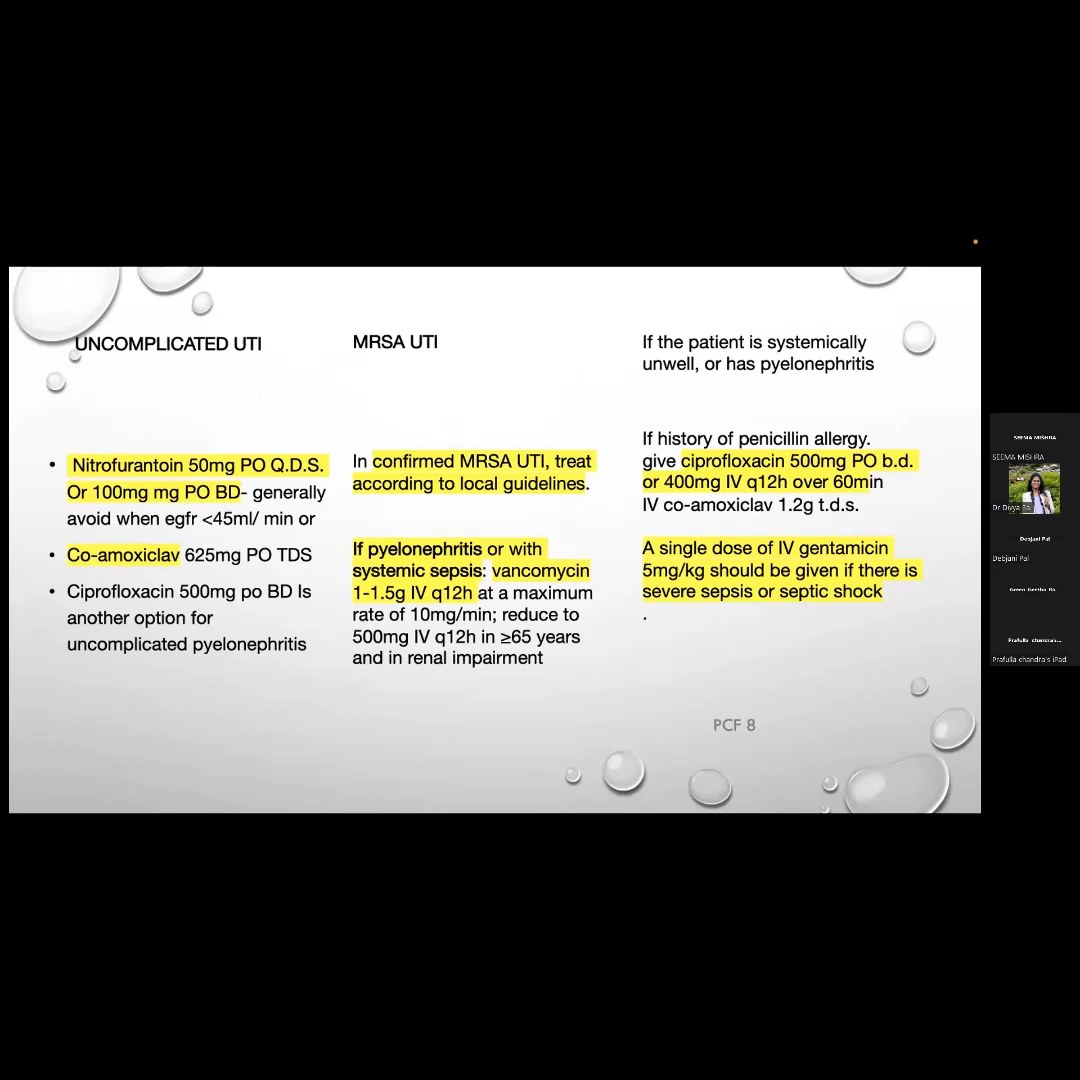 UNCOMPLICATED UTI
• Nitrofurantoin 50mg PO Q.D.S.
Or 100mg mg PO BD- generally
avoid when egfr <45ml/ min or
• Co-amoxiclav 625mg PO TDS
• Ciprofloxacin 500mg po BD Is
another option for
uncomplicated pyelonephritis
MRSA UTI
In confirmed MRSA UTI, treat
according to local guidelines.
If pyelonephritis or with
systemic sepsis: vancomycin
1-1.5g IV q12h at a maximum
rate of 10mg/min; reduce to
500mg IV q12h in ≥65 years
and in renal impairment
If the patient is systemically
unwell, or has pyelonephritis
If history of penicillin allergy.
give ciprofloxacin 500mg PO b.d.
or 400mg IV q12h over 60min
IV co-amoxiclav 1.2g t.d.s.
A single dose of IV gentamicin
5mg/kg should be given if there is
severe sepsis or septic shock
.
PCF 8
SEEMA MISHRA
SEEMA MISHRA
Dr Divya
Debjani Pal
Debjani Pal
Prafulla chandra's...
Prafulla chandra's iPad